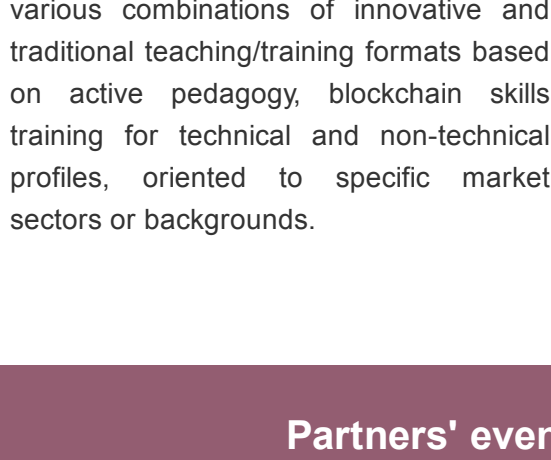 various combinations of innovative and
traditional teaching/training formats based
on active pedagogy, blockchain skills
training for technical and non-technical
profiles, oriented to specific market
sectors or backgrounds.
Partners'